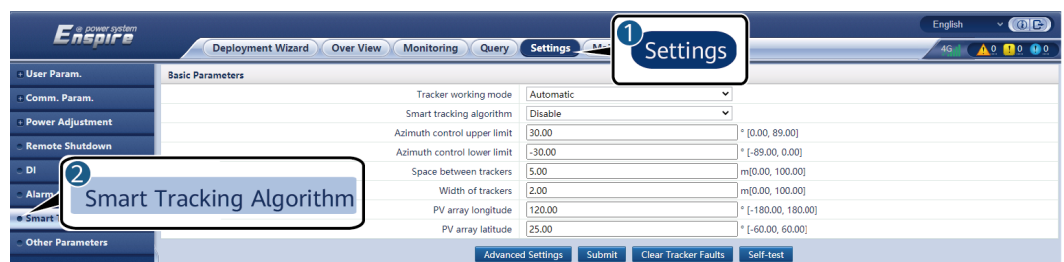 e power system
Enspire
English
Deployment Wizard Over View Monitoring Query Settings
1
Settings
4G 0 0 0
User Param.
Basic Parameters
Comm. Param.
Tracker working mode Automatic
Smart tracking algorithm Disable
Power Adjustment
Azimuth control upper limit 30.00 ° [0.00, 89.00]
Remote Shutdown
Azimuth control lower limit -30.00 ° [-89.00, 0.00]
DI
Space between trackers 5.00 m[0.00, 100.00]
2
Smart Tracking Algorithm
Alarm
Width of trackers 2.00 m[0.00, 100.00]
Smart
PV array longitude 120.00 ° [-180.00, 180.00]
PV array latitude 25.00 ° [-60.00, 60.00]
Other Parameters
Advanced Settings Submit Clear Tracker Faults Self-test